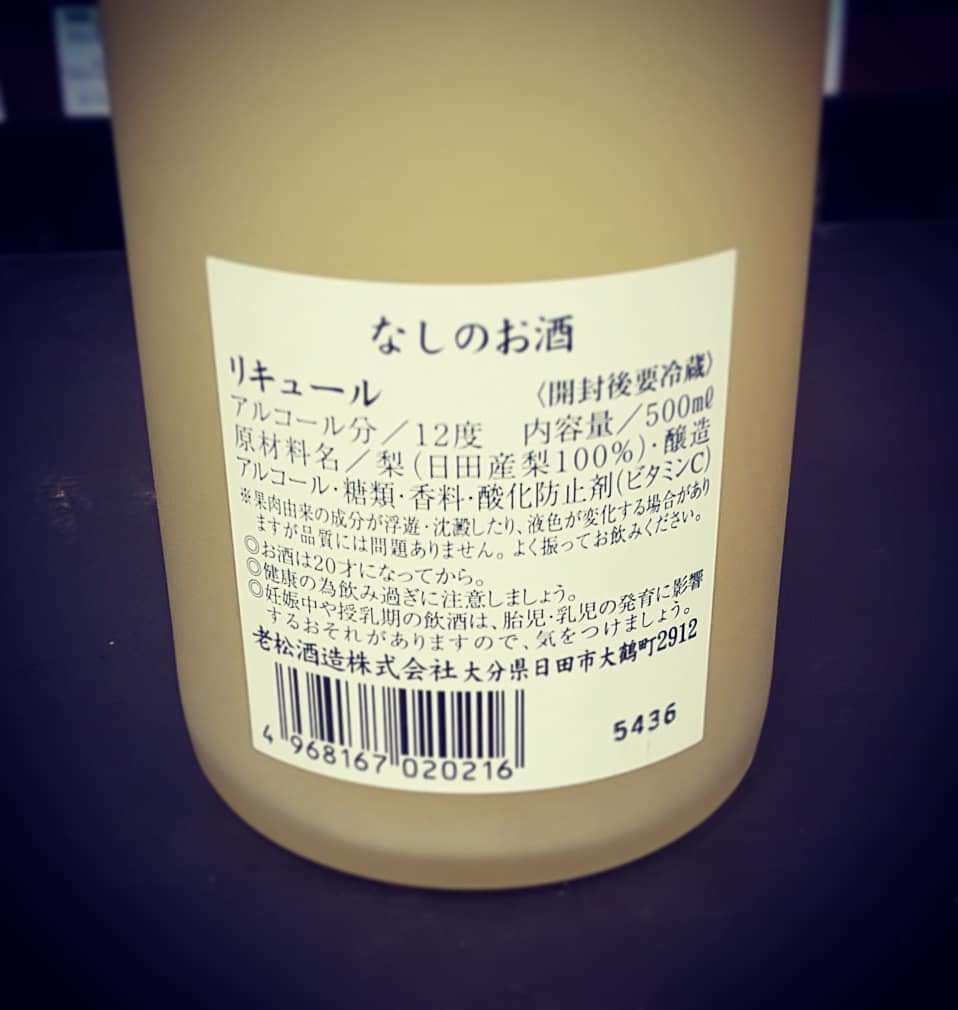 なしのお酒
リキュール 〈開封後要冷蔵〉
アルコール分／12度 内容量／500㎖
原材料名／梨(日田産梨100%)・醸造
アルコール・糖類・香料・酸化防止剤(ビタミンC)
※果肉由来の成分が浮遊・沈澱したり、液色が変化する場合があり
ますが品質には問題ありません。よく振ってお飲みください。
◎お酒は20才になってから。
◎健康の為飲み過ぎに注意しましょう。
◎妊娠中や授乳期の飲酒は、胎児・乳児の発育に影響
するおそれがありますので、気をつけましょう。
老松酒造株式会社 大分県日田市大鶴町2912
5436
4 968167 020216